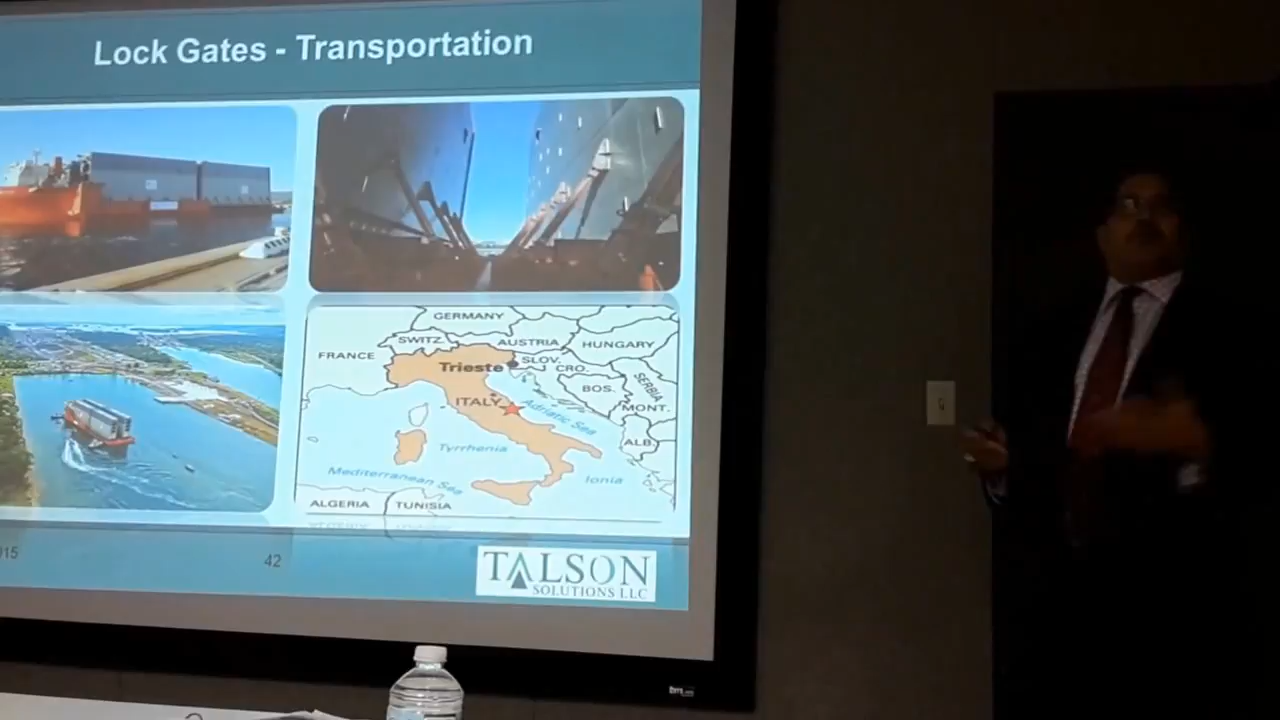 Lock Gates - Transportation
GERMANY
SWITZ.
AUSTRIA
HUNGARY
FRANCE
Trieste
SLOV.
CRO.
BOS.
SERBIA
ITALY
Adriatic Sea
MONT.
ALB.
Tyrrhenia
Mediterranean Sea
Ionia
ALGERIA
TUNISIA
42
TALSON
SOLUTIONS LLC